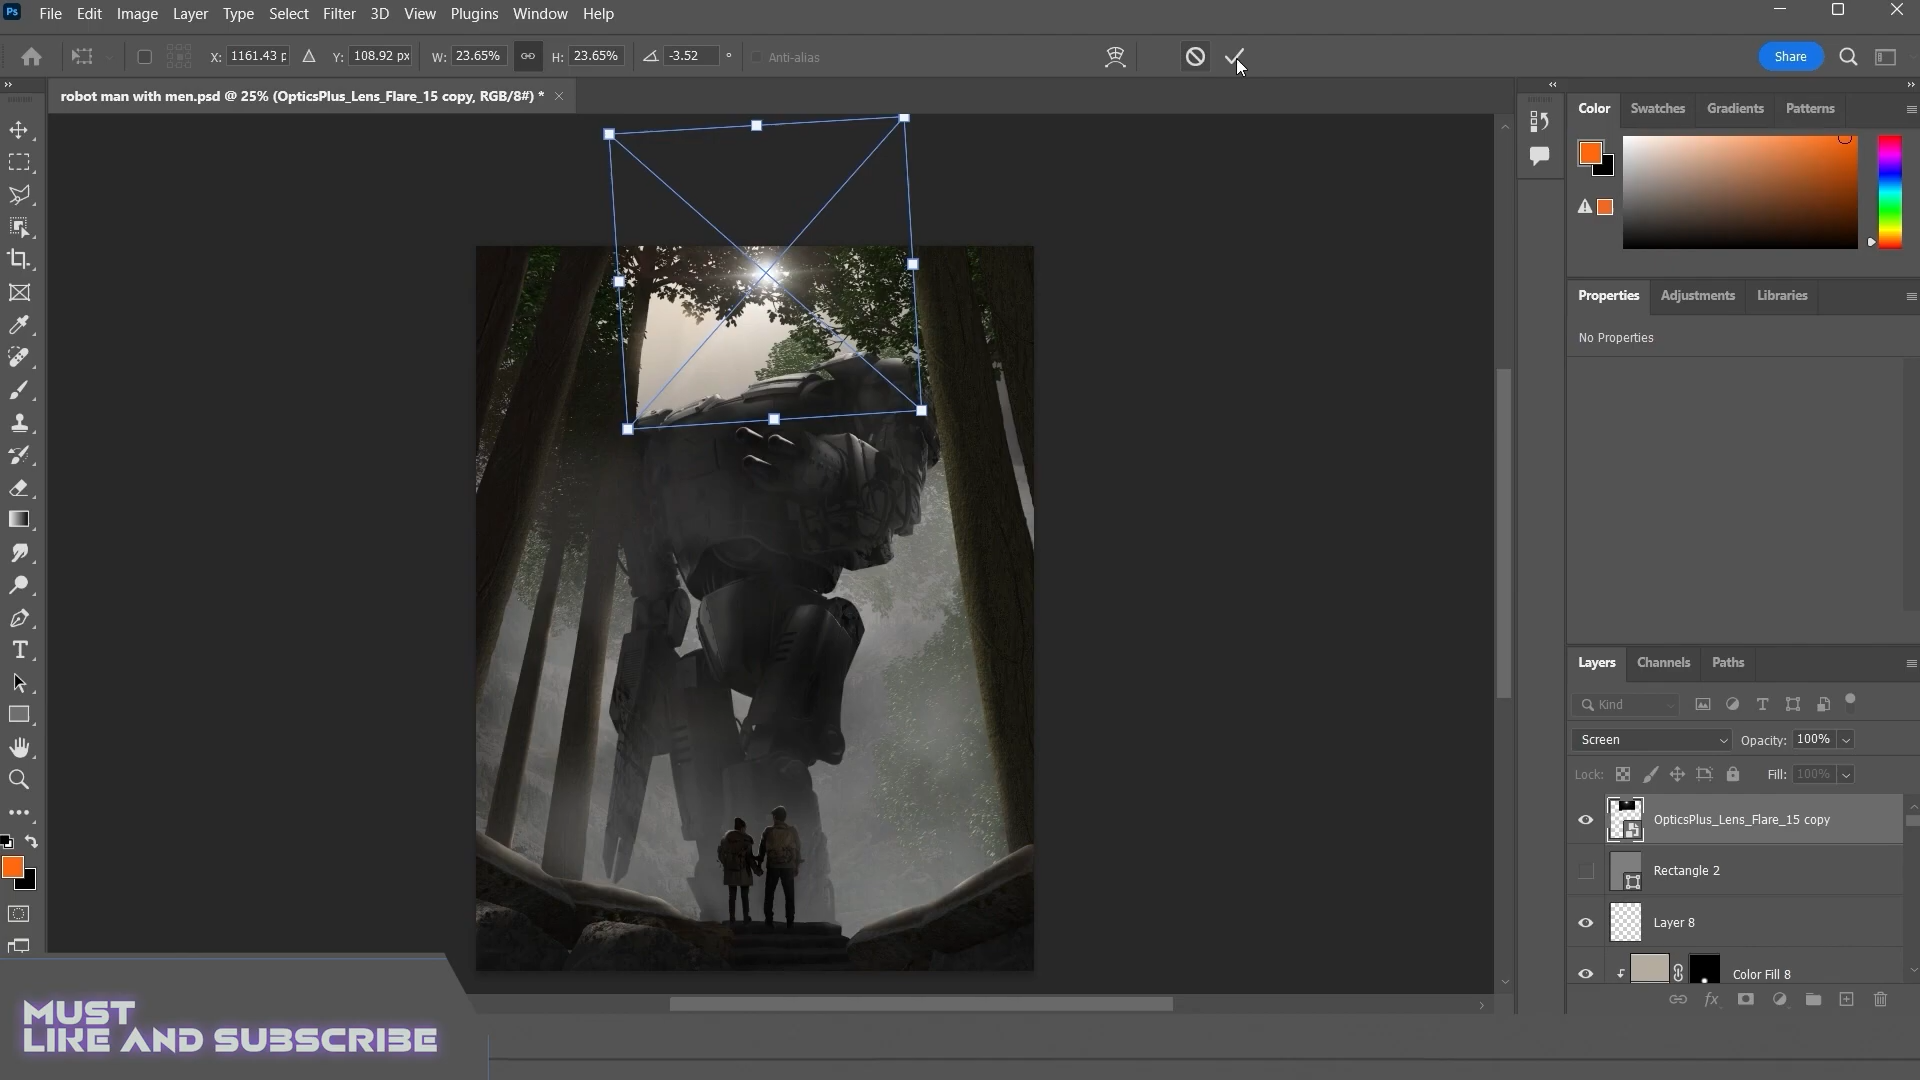 Ps File Edit Image Layer Type Select Filter 3D View Plugins Window Help
X: 1161.43 p Y: 108.92 px W: 23.65% H: 23.65% -3.52 ° Anti-alias Share
robot man with men.psd @ 25% (OpticsPlus_Lens_Flare_15 copy, RGB/8#) *
Color Swatches Gradients Patterns
Properties Adjustments Libraries
No Properties
Layers Channels Paths
Kind
Screen Opacity: 100%
Lock: Fill: 100%
OpticsPlus_Lens_Flare_15 copy
Rectangle 2
Layer 8
Color Fill 8
fx
MUST
LIKE AND SUBSCRIBE